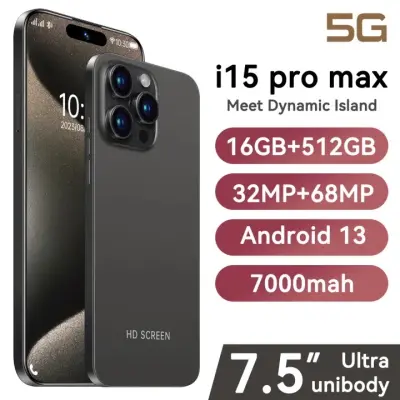 5G
i15 pro max
Meet Dynamic Island
16GB+512GB
32MP+68MP
Android 13
7000mah
7.5" Ultra unibody
HD SCREEN